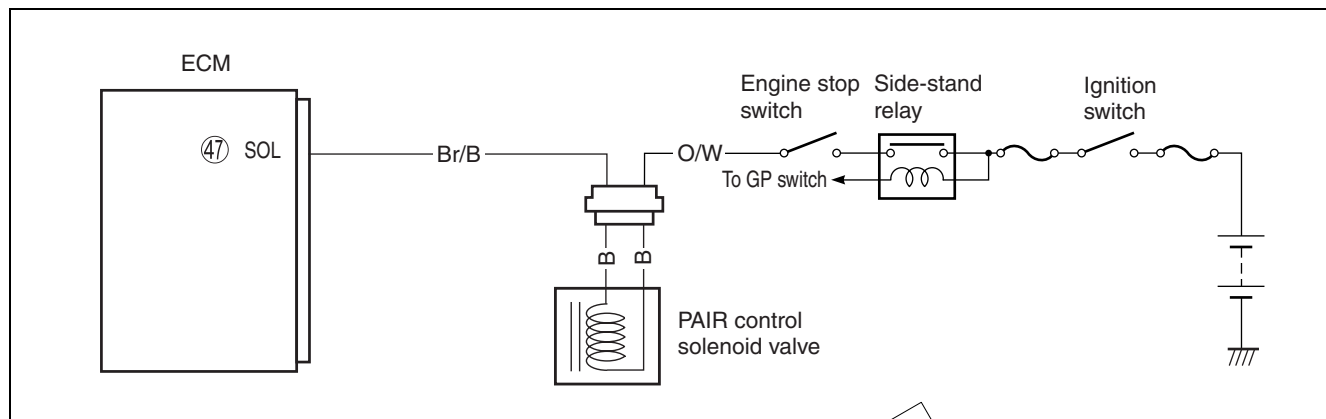 ECM
47 SOL
Br/B
O/W
Engine stop
switch
Side-stand
relay
Ignition
switch
To GP switch
B
B
PAIR control
solenoid valve